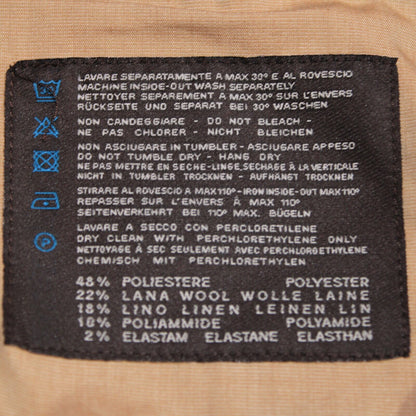 LAVARE SEPARATAMENTE A MAX 30° E AL ROVESCIO
MACHINE INSIDE-OUT WASH SEPARATELY
NETTOYER SEPAREMENT A MAX 30° SUR L'ENVERS
RÜCKSEITE UND SEPARAT BEI 30° WASCHEN
NON CANDEGGIARE - DO NOT BLEACH -
NE PAS CHLORER - NICHT BLEICHEN
NON ASCIUGARE IN TUMBLER - ASCIUGARE APPESO
DO NOT TUMBLE DRY - HANG DRY
NE PAS METTRE EN SECHE-LINGE, SECHAGE À LA VERTICALE
NICHT IN TUMBLER TROCKNEN - AUFHÄNGT TROCKNEN
STIRARE AL ROVESCIO A MAX 110° - IRON INSIDE-OUT MAX 110°
REPASSER SUR L'ENVERS À MAX 110°
SEITENVERKEHRT BEI 110° MAX. BÜGELN
LAVARE A SECCO CON PERCLORETILENE
DRY CLEAN WITH PERCHLORETHYLENE ONLY
NETTOYAGE À SEC SEULEMENT AVEC PERCHLORETHYLEN
CHEMISCH MIT PERCHLORETHYLEN
48% POLIESTERE POLYESTER
22% LANA WOOL WOLLE LAINE
18% LINO LINEN LEINEN LIN
10% POLIAMMIDE POLYAMIDE
2% ELASTAM ELASTANE ELASTHAN